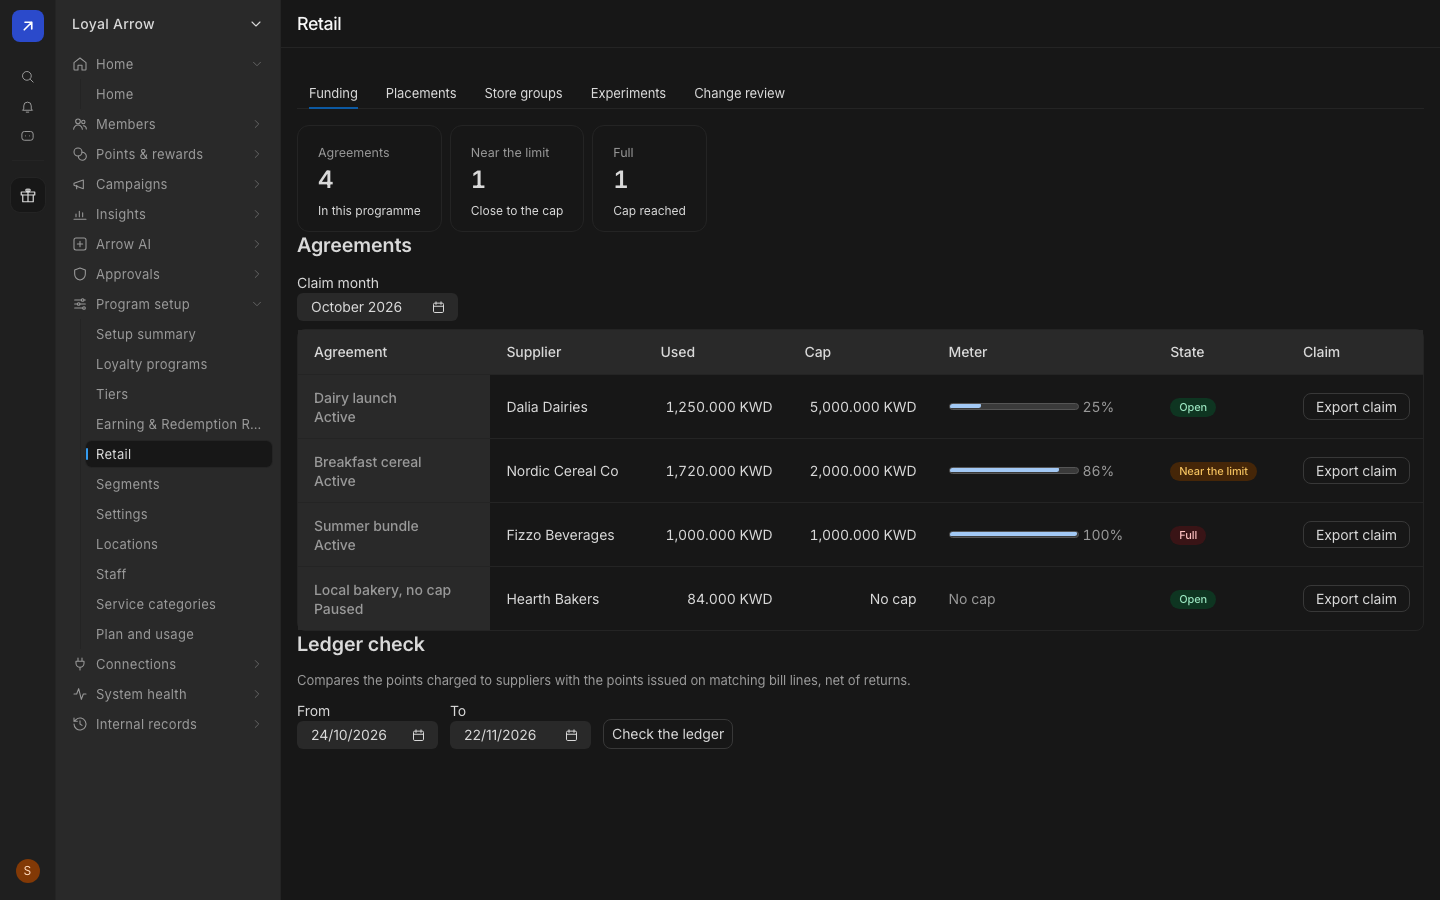 Loyal Arrow
Retail
Home
Home
Members
Points & rewards
Campaigns
Insights
Arrow AI
Approvals
Program setup
Setup summary
Loyalty programs
Tiers
Earning & Redemption R...
Retail
Segments
Settings
Locations
Staff
Service categories
Plan and usage
Connections
System health
Internal records
S
Funding Placements Store groups Experiments Change review
Agreements
4
In this programme
Near the limit
1
Close to the cap
Full
1
Cap reached
Agreements
Claim month
October 2026
Agreement Supplier Used Cap Meter State Claim
Dairy launch
Active
Dalia Dairies 1,250.000 KWD 5,000.000 KWD 25% Open Export claim
Breakfast cereal
Active
Nordic Cereal Co 1,720.000 KWD 2,000.000 KWD 86% Near the limit Export claim
Summer bundle
Active
Fizzo Beverages 1,000.000 KWD 1,000.000 KWD 100% Full Export claim
Local bakery, no cap
Paused
Hearth Bakers 84.000 KWD No cap No cap Open Export claim
Ledger check
Compares the points charged to suppliers with the points issued on matching bill lines, net of returns.
From To
24/10/2026 22/11/2026 Check the ledger